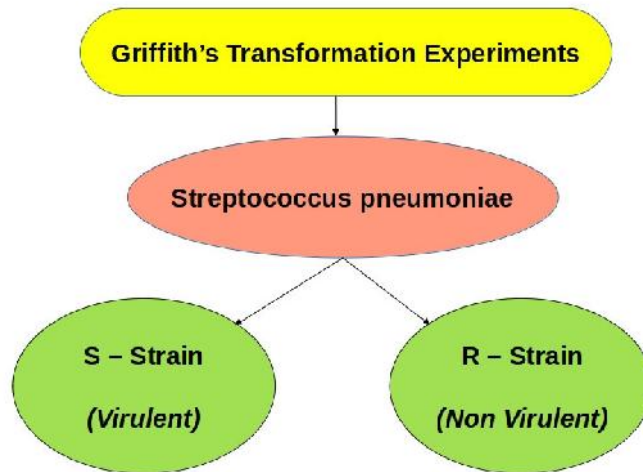 Griffith’s Transformation Experiments
Streptococcus pneumoniae
S – Strain
(Virulent)
R – Strain
(Non Virulent)